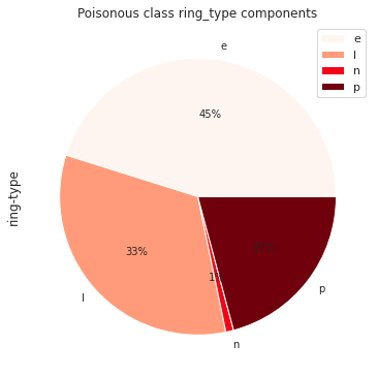 Poisonous class ring_type components
e
l
n
p
e
45%
ring-type
33%
1%
l
p
n